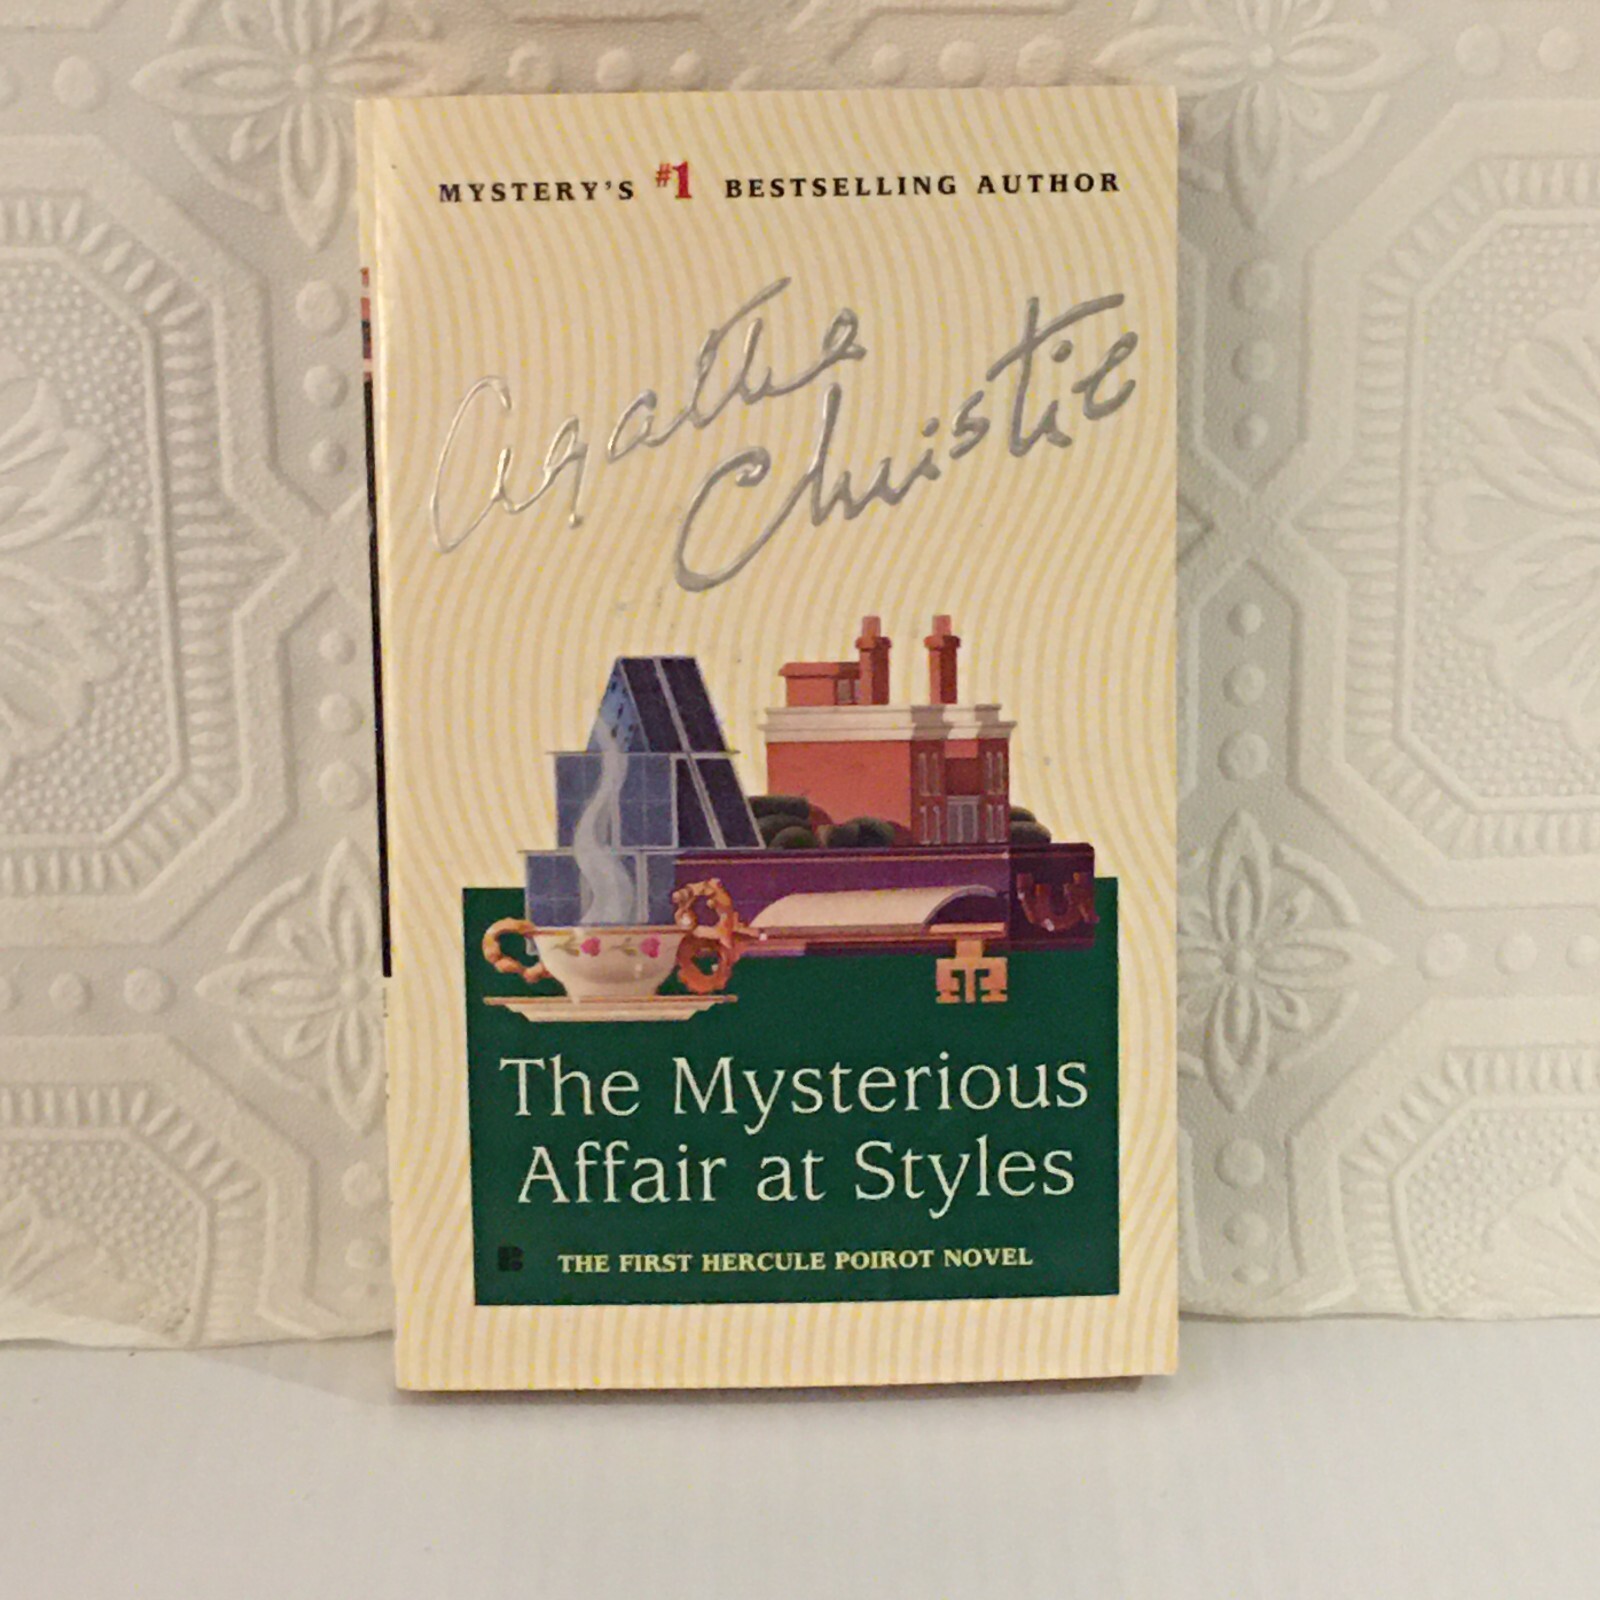 MYSTERY'S #1 BESTSELLING AUTHOR
Agatha
Christie
The Mysterious
Affair at Styles
THE FIRST HERCULE POIROT NOVEL